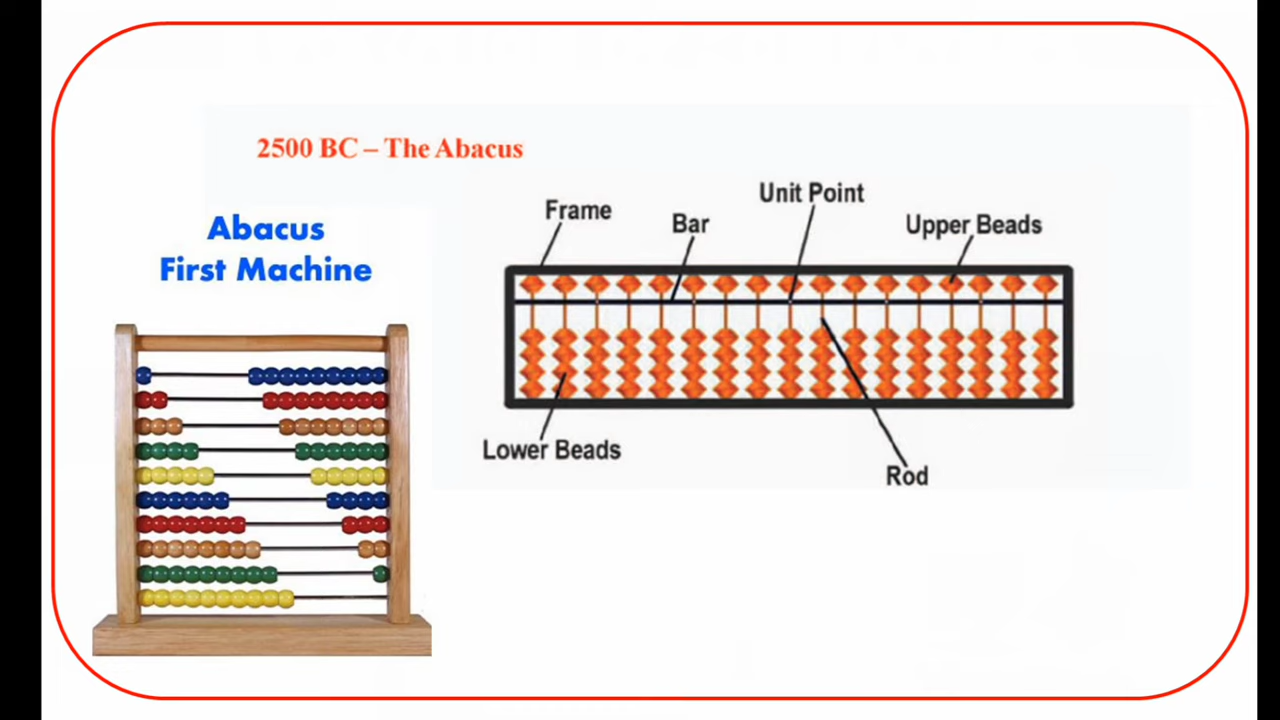 2500 BC – The Abacus
Abacus
First Machine
Frame
Bar
Unit Point
Upper Beads
Lower Beads
Rod